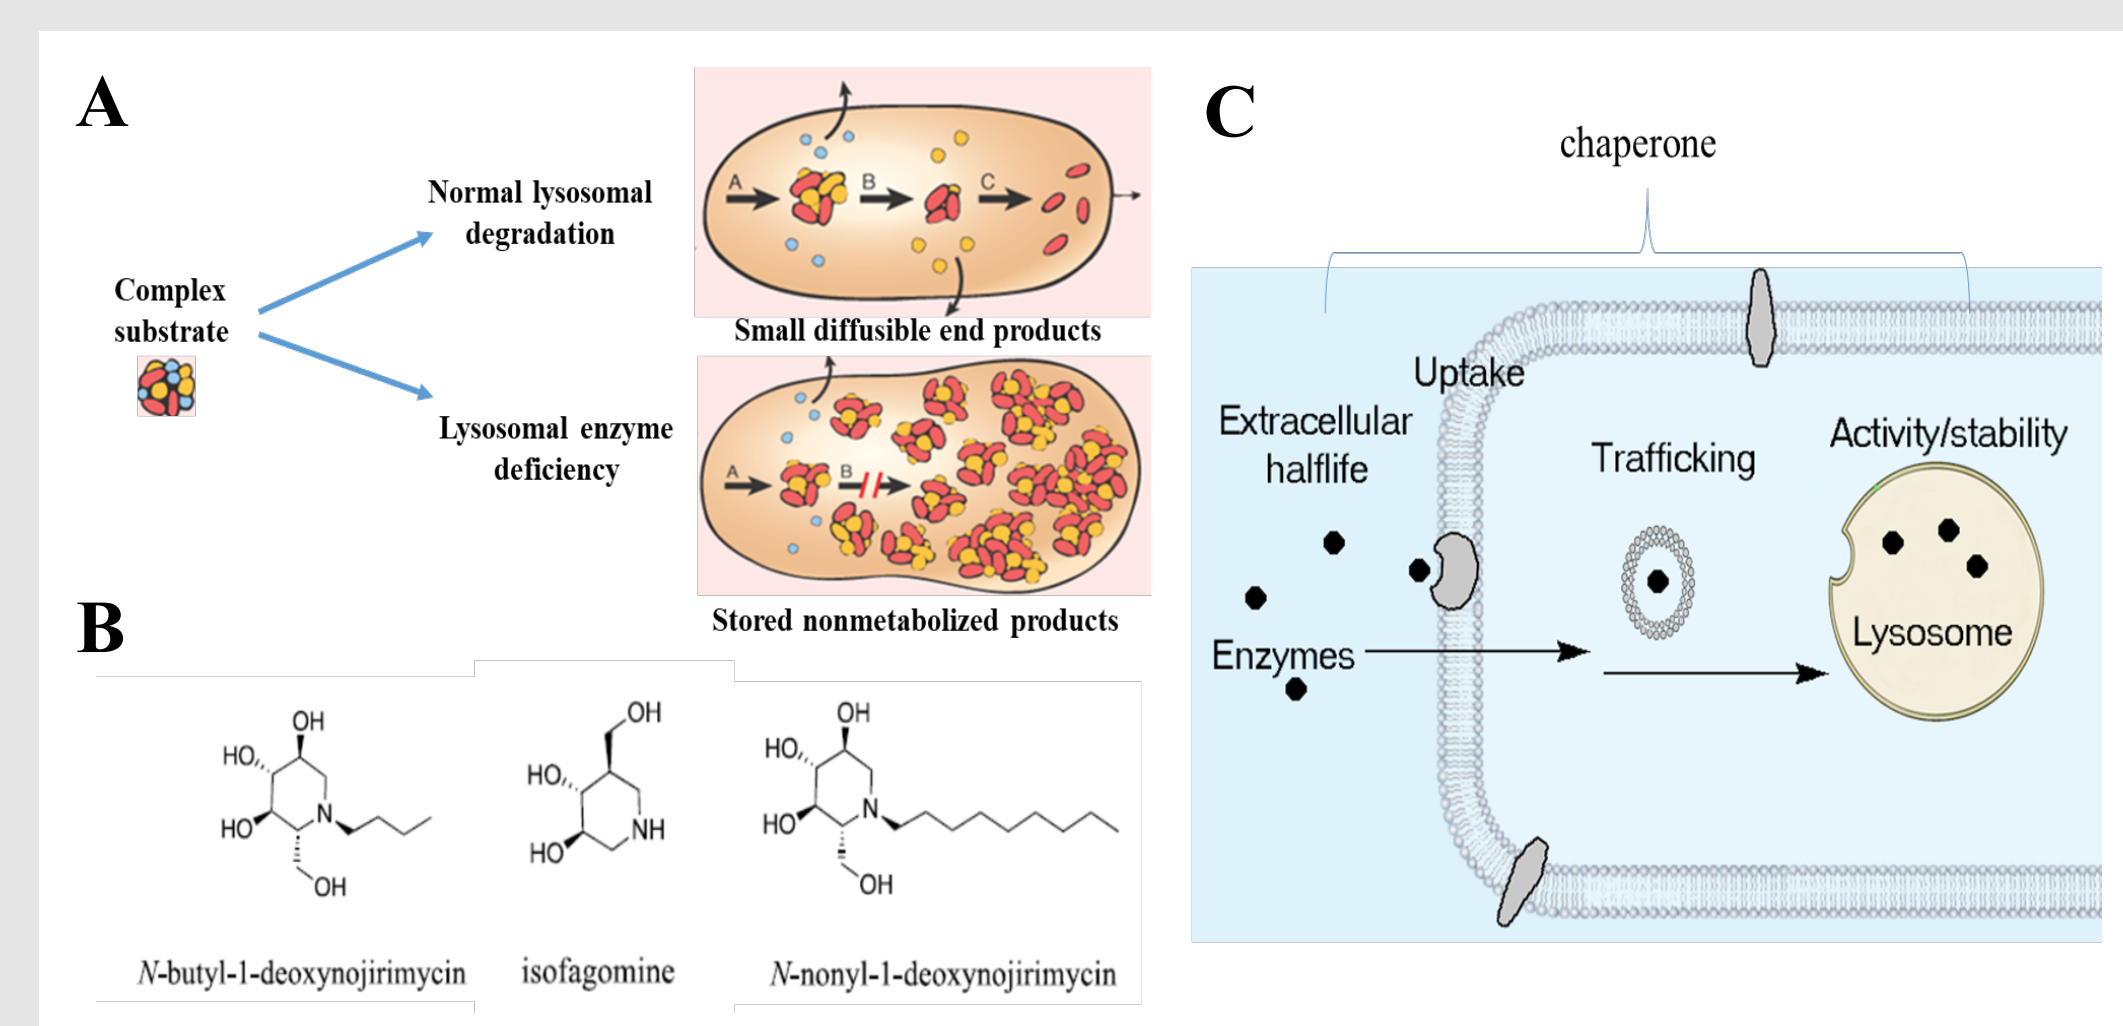 A
Normal lysosomal
degradation
Complex
substrate
Lysosomal enzyme
deficiency
A
B
C
Small diffusible end products
A
B
Stored nonmetabolized products
B
OH
HO
HO
N
OH
N-butyl-1-deoxynojirimycin
OH
HO
HO
NH
isofagomine
OH
HO
HO
N
OH
N-nonyl-1-deoxynojirimycin
C
chaperone
Uptake
Extracellular
halflife
Trafficking
Activity/stability
Enzymes
Lysosome